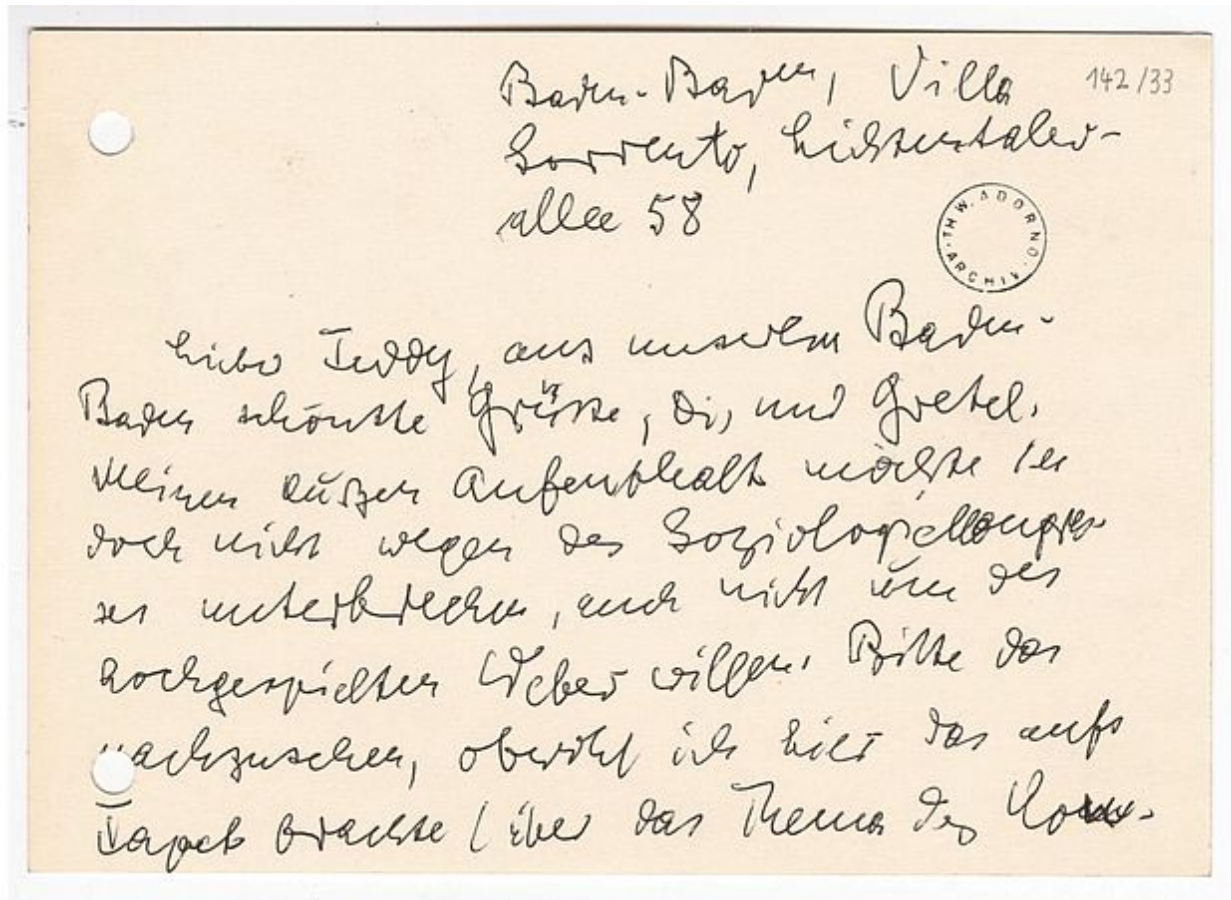 142/33
Baden-Baden, Villa
Sorrento, Lichtentaler-
allee 58
TH. W. ADORNO ARCHIV
Lieber Teddy, aus unserem Baden-
Baden schönste Grüsse, Dir und Gretel.
Meinen kurzen Aufenthalt möchte ich
doch nicht wegen des Soziologiekongres-
ses unterbrechen, auch nicht um des
hochgespielten Weber willen. Bitte das
nachzusehen, obwohl ich hier das aufs
Tapet brachte (über das Thema des